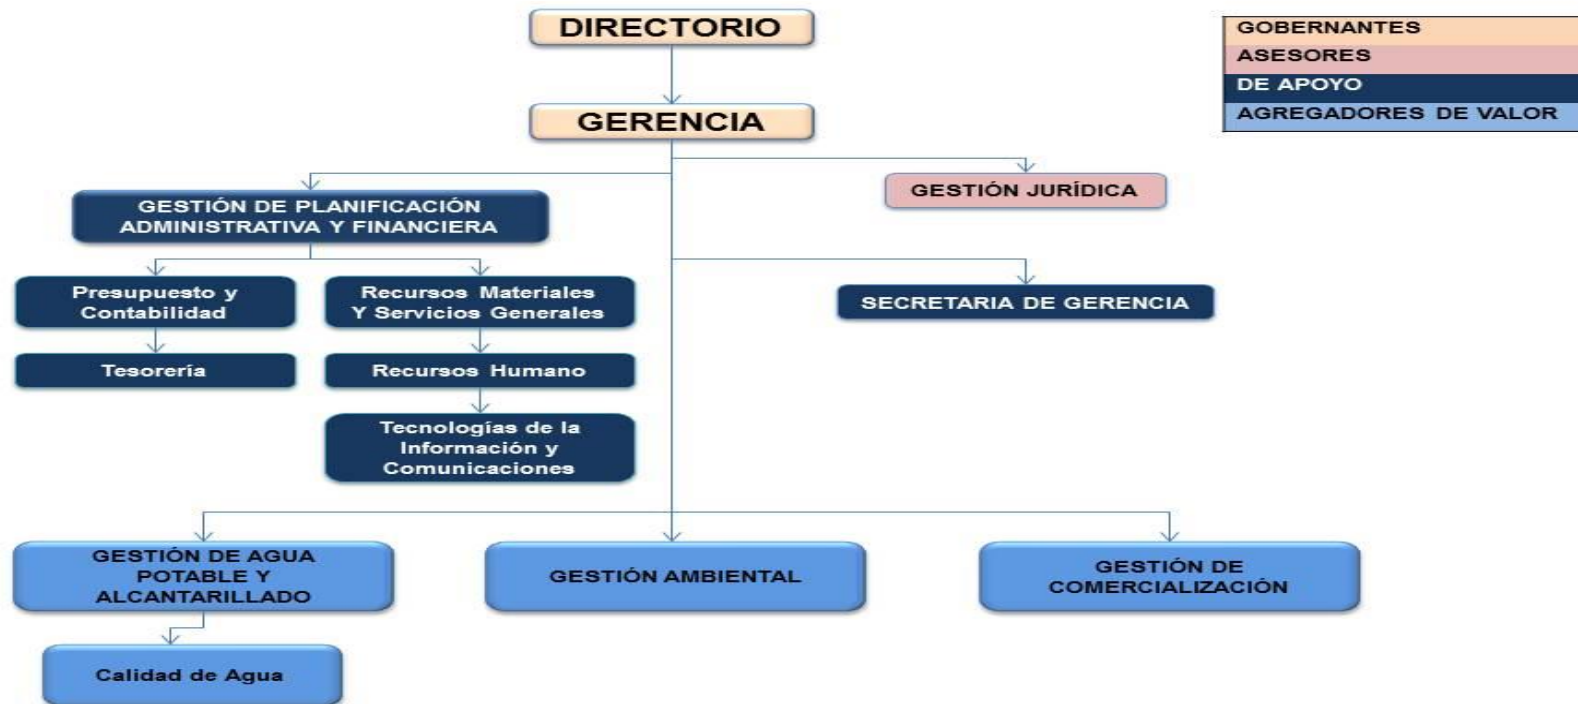 DIRECTORIO
GOBERNANTES
ASESORES
DE APOYO
AGREGADORES DE VALOR
GERENCIA
GESTIÓN JURÍDICA
GESTIÓN DE PLANIFICACIÓN
ADMINISTRATIVA Y FINANCIERA
Presupuesto y
Contabilidad
Recursos Materiales
Y Servicios Generales
SECRETARIA DE GERENCIA
Tesorería
Recursos Humano
Tecnologías de la
Información y
Comunicaciones
GESTIÓN DE AGUA
POTABLE Y
ALCANTARILLADO
GESTIÓN AMBIENTAL
GESTIÓN DE
COMERCIALIZACIÓN
Calidad de Agua